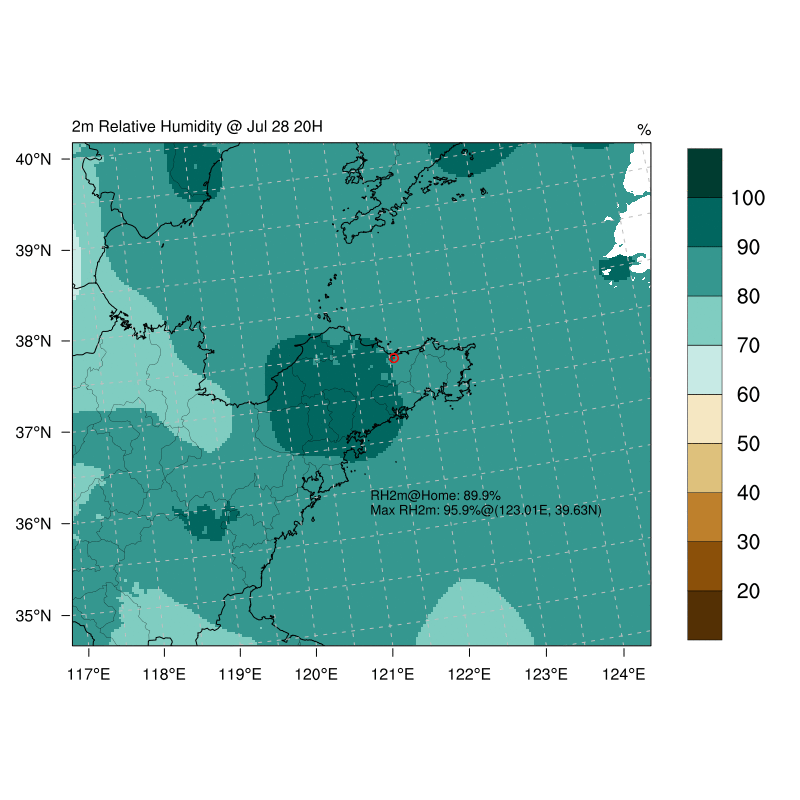 2m Relative Humidity @ Jul 28 20H
%
40°N
39°N
38°N
37°N
36°N
35°N
117°E
118°E
119°E
120°E
121°E
122°E
123°E
124°E
RH2m@Home: 89.9%
Max RH2m: 95.9%@(123.01E, 39.63N)
100
90
80
70
60
50
40
30
20